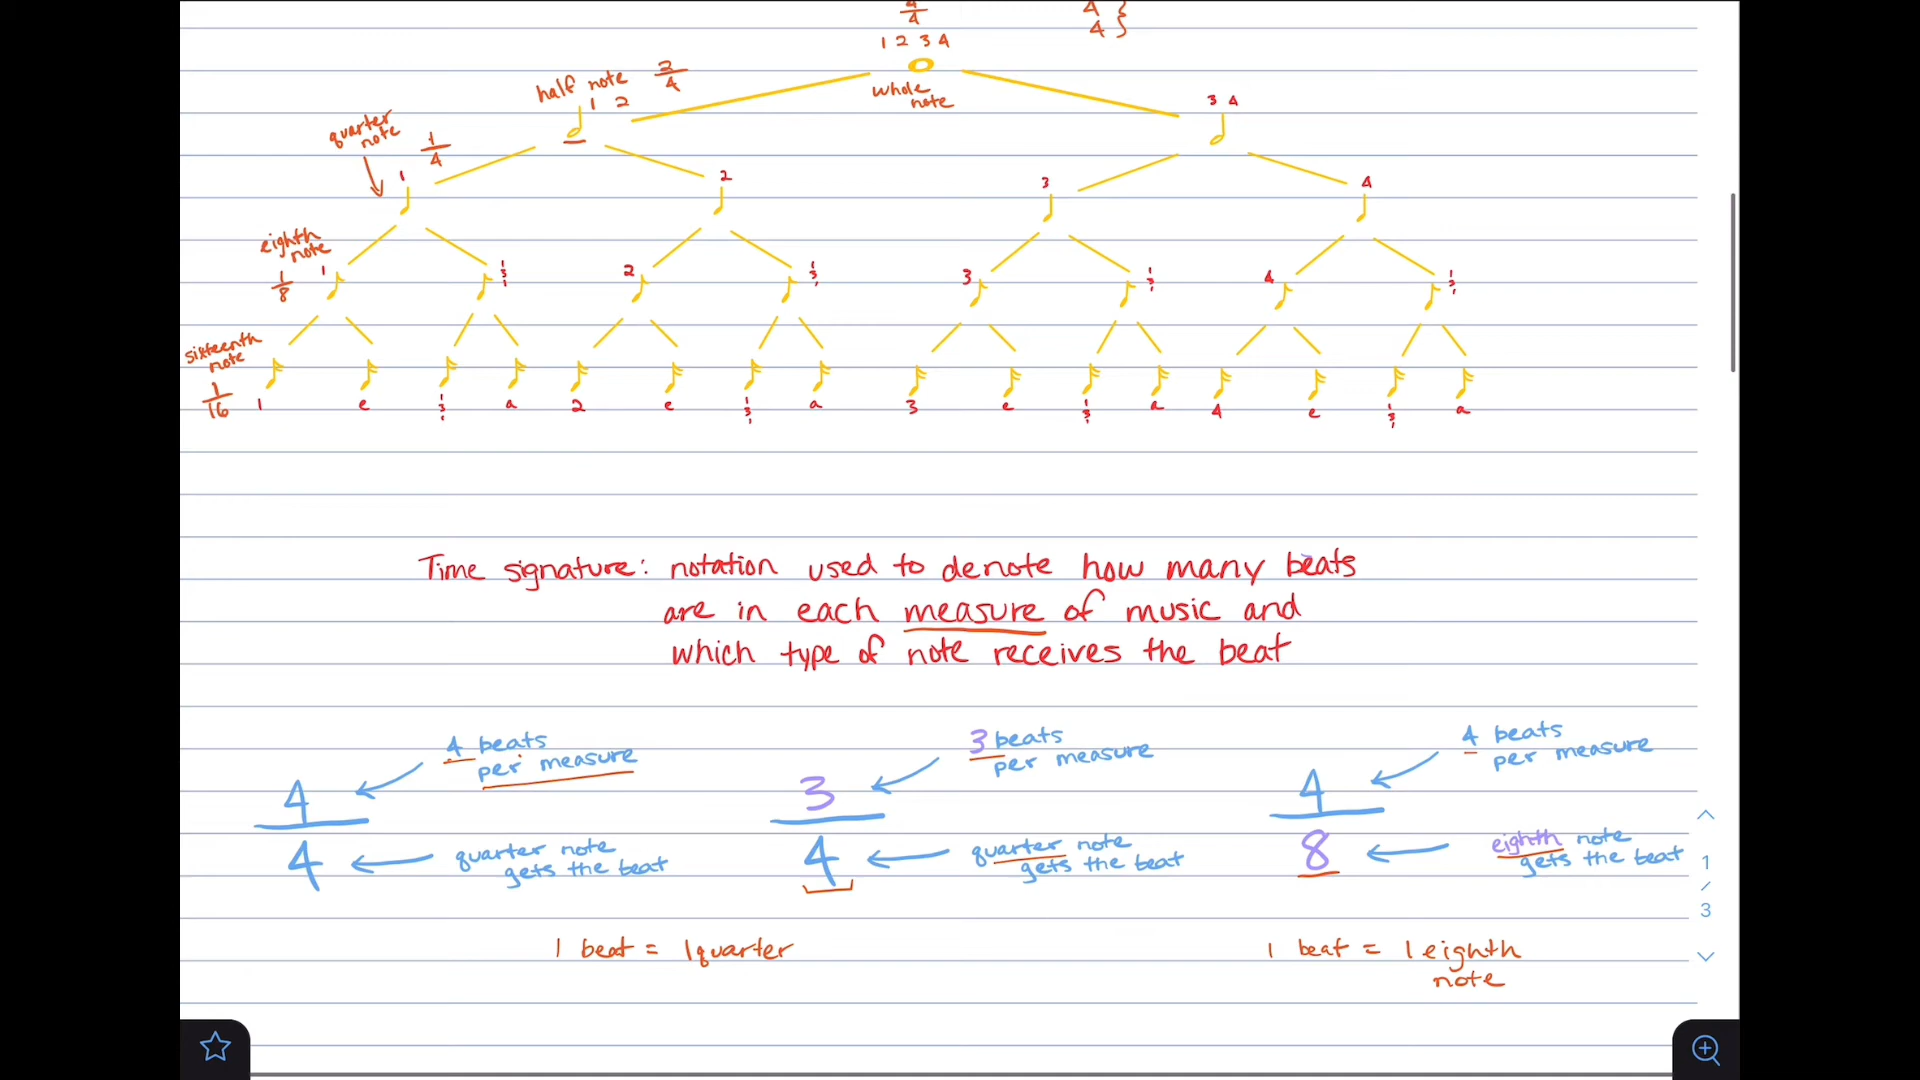 4
4
4
4
1 2 3 4
half note
2
4
1 2
whole
note
3 4
quarter
note
1
4
1
2
3
4
eighth
note
1
8
1
&
2
&
3
&
4
&
sixteenth
note
1
16
1 e & a 2 e & a 3 e & a 4 e & a
Time signature: notation used to denote how many beats
are in each measure of music and
which type of note receives the beat
4 beats
per measure
4
4
quarter note
gets the beat
3 beats
per measure
3
4
quarter note
gets the beat
4 beats
per measure
4
8
eighth note
gets the beat
1
/
3
1 beat = 1 quarter
1 beat = 1 eighth
note